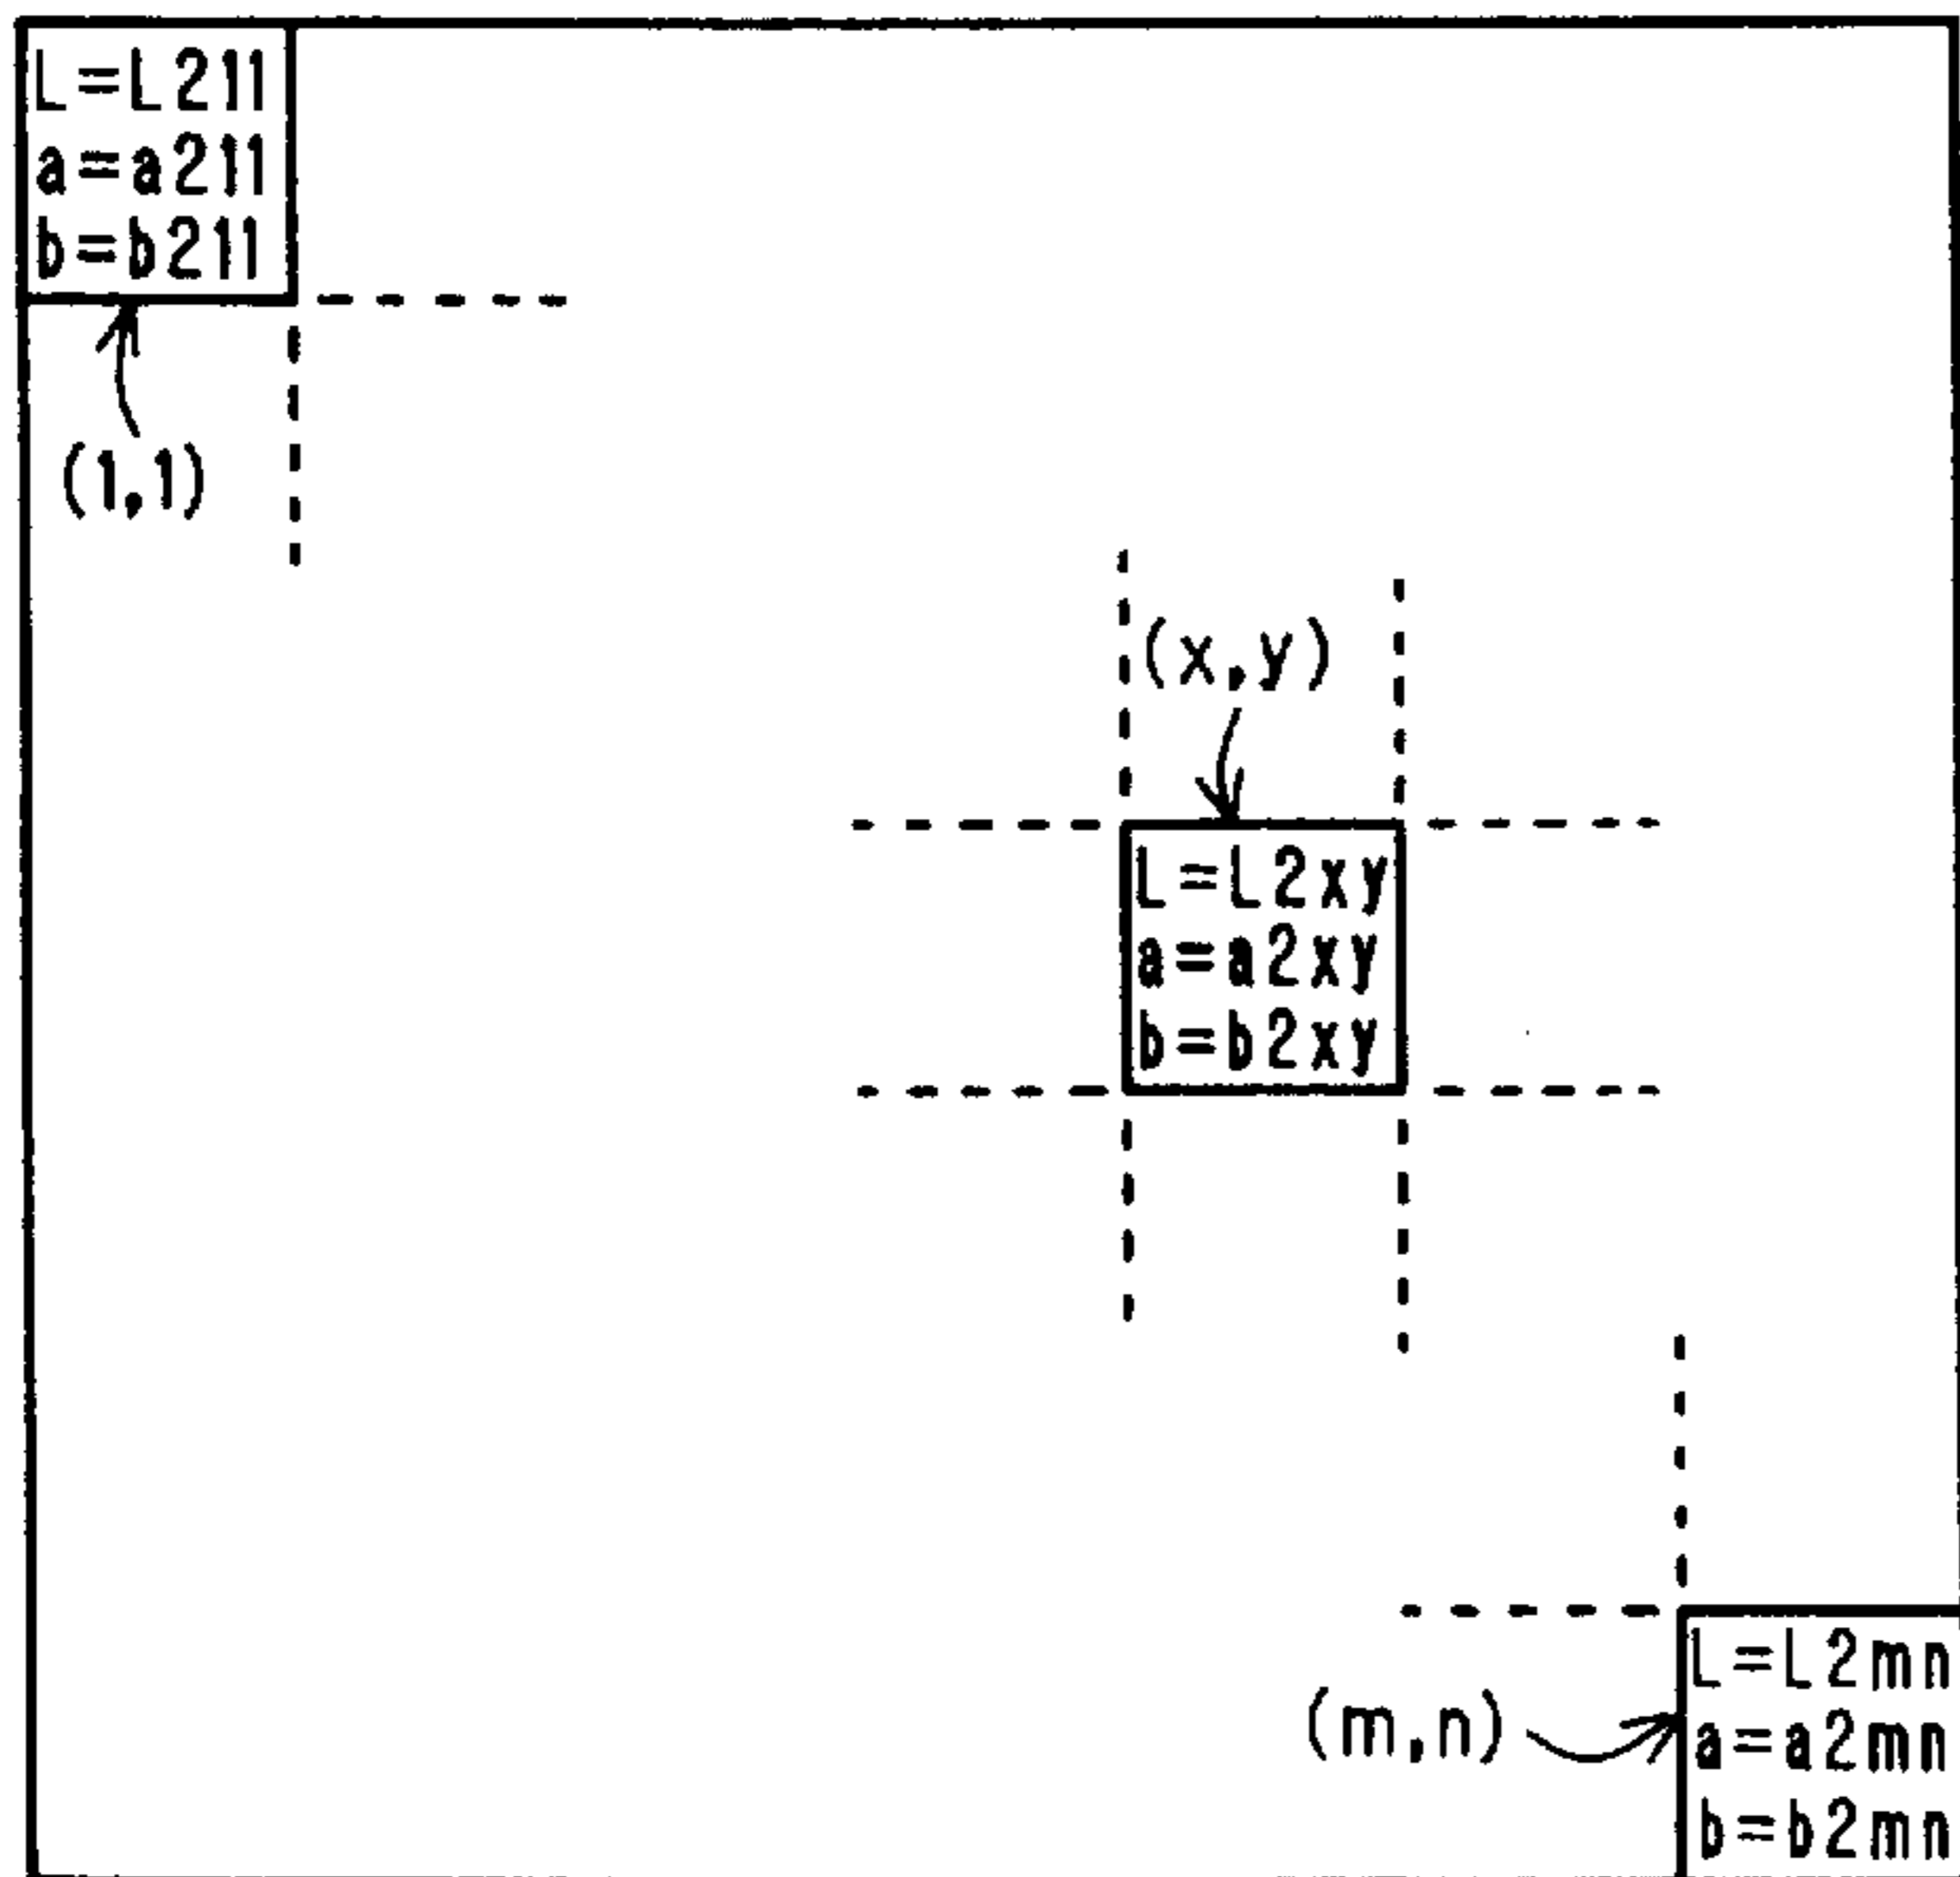 L=L211
a=a211
b=b211
(1,1)
(x,y)
L=L2xy
a=a2xy
b=b2xy
(m,n)
L=L2mn
a=a2mn
b=b2mn